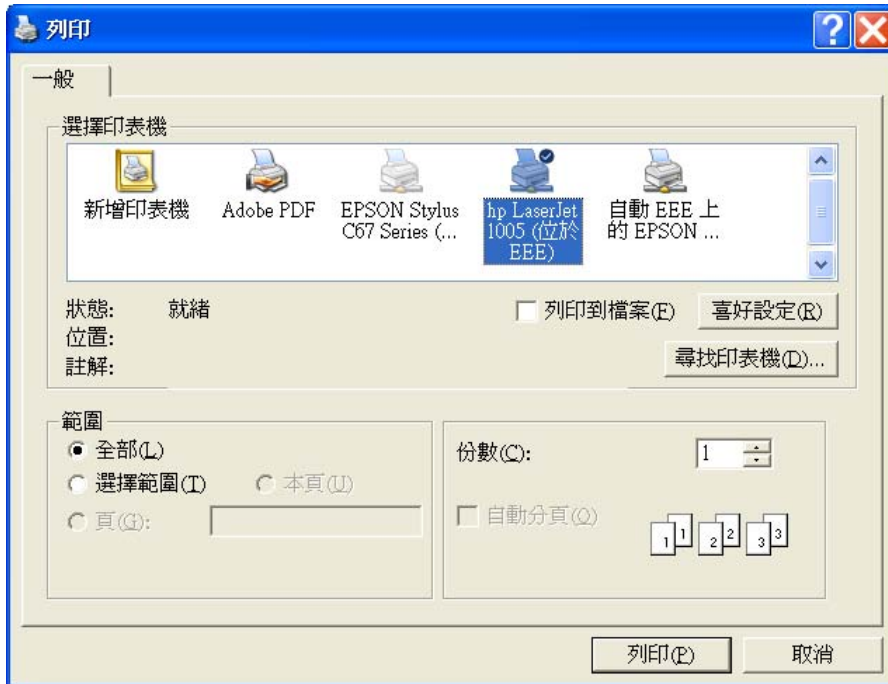 列印
一般
選擇印表機
新增印表機
Adobe PDF
EPSON Stylus
C67 Series (...
hp LaserJet
1005 (位於
EEE)
自動 EEE 上
的 EPSON ...
狀態: 就緒
列印到檔案(F) 喜好設定(R)
位置:
註解:
尋找印表機(D)...
範圍
全部(L)
選擇範圍(T) 本頁(U)
頁(G):
份數(C): 1
自動分頁(O)
1 1 2 2 3 3
列印(P) 取消